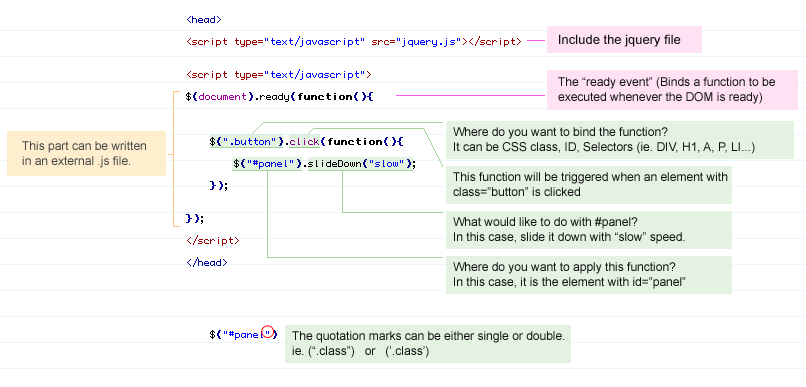 <head>
<script type="text/javascript" src="jquery.js"></script>
Include the jquery file
<script type="text/javascript">
$(document).ready(function(){
The “ready event” (Binds a function to be
executed whenever the DOM is ready)
This part can be written
in an external .js file.
$(".button").click(function(){
Where do you want to bind the function?
It can be CSS class, ID, Selectors (ie. DIV, H1, A, P, LI...)
$("#panel").slideDown("slow");
This function will be triggered when an element with
class=”button” is clicked
});
What would like to do with #panel?
In this case, slide it down with “slow” speed.
});
</script>
</head>
Where do you want to apply this function?
In this case, it is the element with id=”panel”
$("#panel")
The quotation marks can be either single or double.
ie. (“.class”) or (‘.class’)